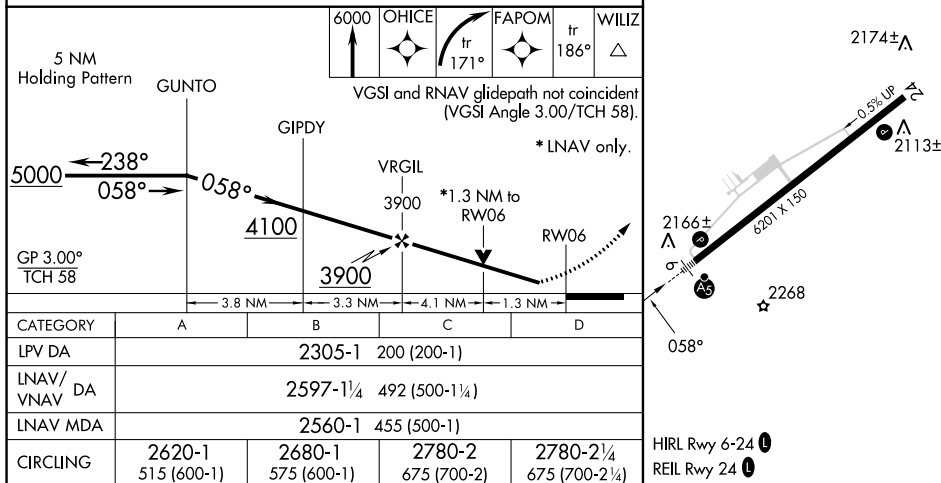 6000 OHICE tr 171° FAPOM tr 186° WILIZ
5 NM
Holding Pattern
VGSI and RNAV glidepath not coincident
(VGSI Angle 3.00/TCH 58).
GUNTO
GIPDY
* LNAV only.
VRGIL
3900
*1.3 NM to
RW06
RW06
5000
238°
058°
058°
4100
3900
GP 3.00°
TCH 58
3.8 NM 3.3 NM 4.1 NM 1.3 NM
CATEGORY A B C D
LPV DA 2305-1 200 (200-1)
LNAV/
VNAV DA 2597-1¼ 492 (500-1¼)
LNAV MDA 2560-1 455 (500-1)
CIRCLING 2620-1 2680-1 2780-2 2780-2¼
515 (600-1) 575 (600-1) 675 (700-2) 675 (700-2¼)
2174±
24
0.5% UP
P
2113±
6201 X 150
2166±
P
6
A5
2268
058°
HIRL Rwy 6-24 L
REIL Rwy 24 L